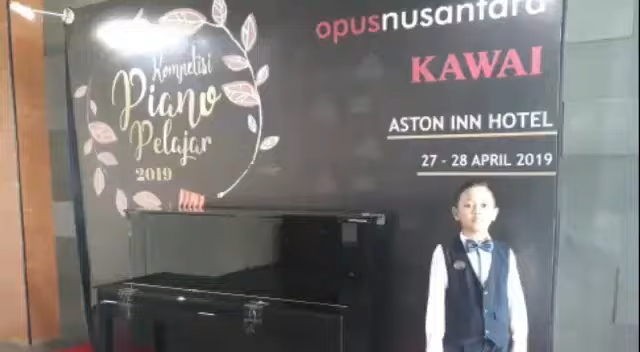 Kompetisi
Piano
Pelajar
2019
opusnusantara
KAWAI
ASTON INN HOTEL
27 - 28 APRIL 2019